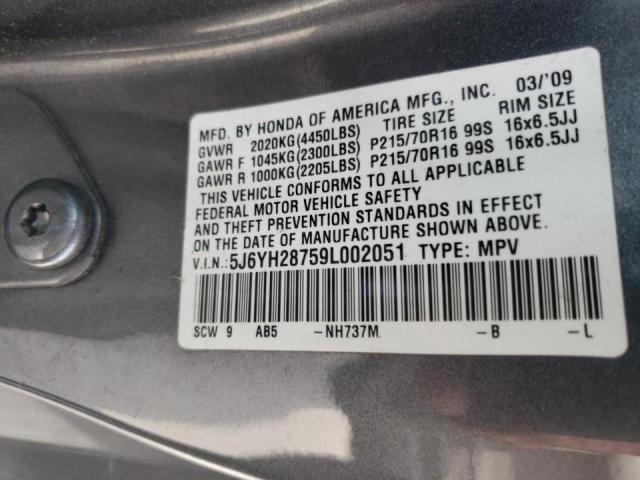 MFD. BY HONDA OF AMERICA MFG., INC. 03/'09
GVWR 2020KG(4450LBS) TIRE SIZE RIM SIZE
GAWR F 1045KG(2300LBS) P215/70R16 99S 16x6.5JJ
GAWR R 1000KG(2205LBS) P215/70R16 99S 16x6.5JJ
THIS VEHICLE CONFORMS TO ALL APPLICABLE
FEDERAL MOTOR VEHICLE SAFETY
AND THEFT PREVENTION STANDARDS IN EFFECT
ON THE DATE OF MANUFACTURE SHOWN ABOVE.
V.I.N.: 5J6YH28759L002051 TYPE: MPV
SCW 9 AB5 -NH737M -B -L